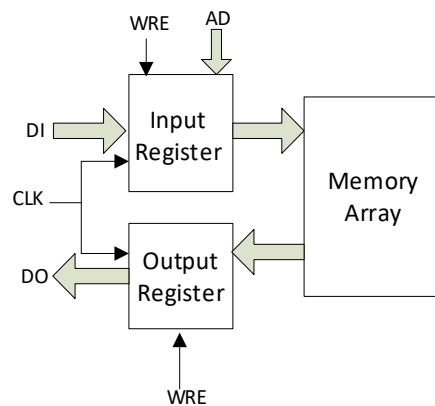 WRE
AD
DI
Input
Register
CLK
Memory
Array
DO
Output
Register
WRE